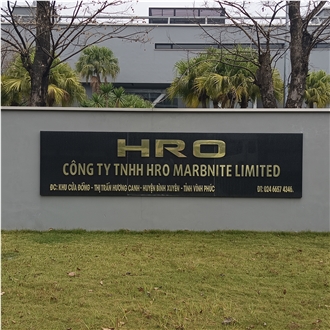 HRO
CÔNG TY TNHH HRO MARBNITE LIMITED
ĐC: KHU CỬA ĐỒNG - THỊ TRẤN HƯƠNG CANH - HUYỆN BÌNH XUYÊN - TỈNH VĨNH PHÚC ĐT: 024 6657 4346.